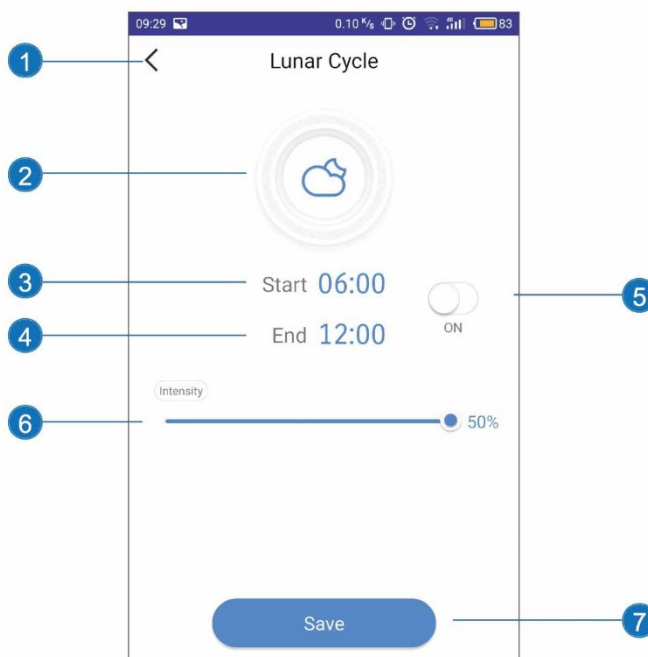 09:29 0.10 K/s 4G 83
1 Lunar Cycle
2
3 Start 06:00
5
4 End 12:00
ON
Intensity
6 50%
Save 7